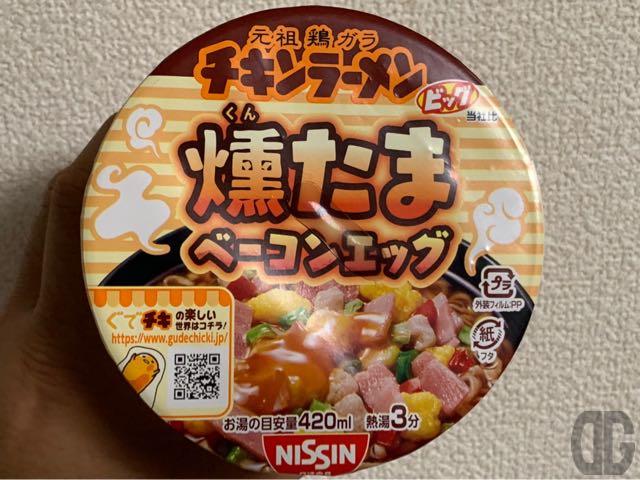 元祖鶏ガラ
チキンラーメン
ビッグ
当社比
くん
燻たま
ベーコンエッグ
プラ
外装フィルム:PP
紙
フタ
ぐでチキの楽しい
世界はコチラ!
https://www.gudechicki.jp/
お湯の目安量420ml 熱湯3分
NISSIN
DG